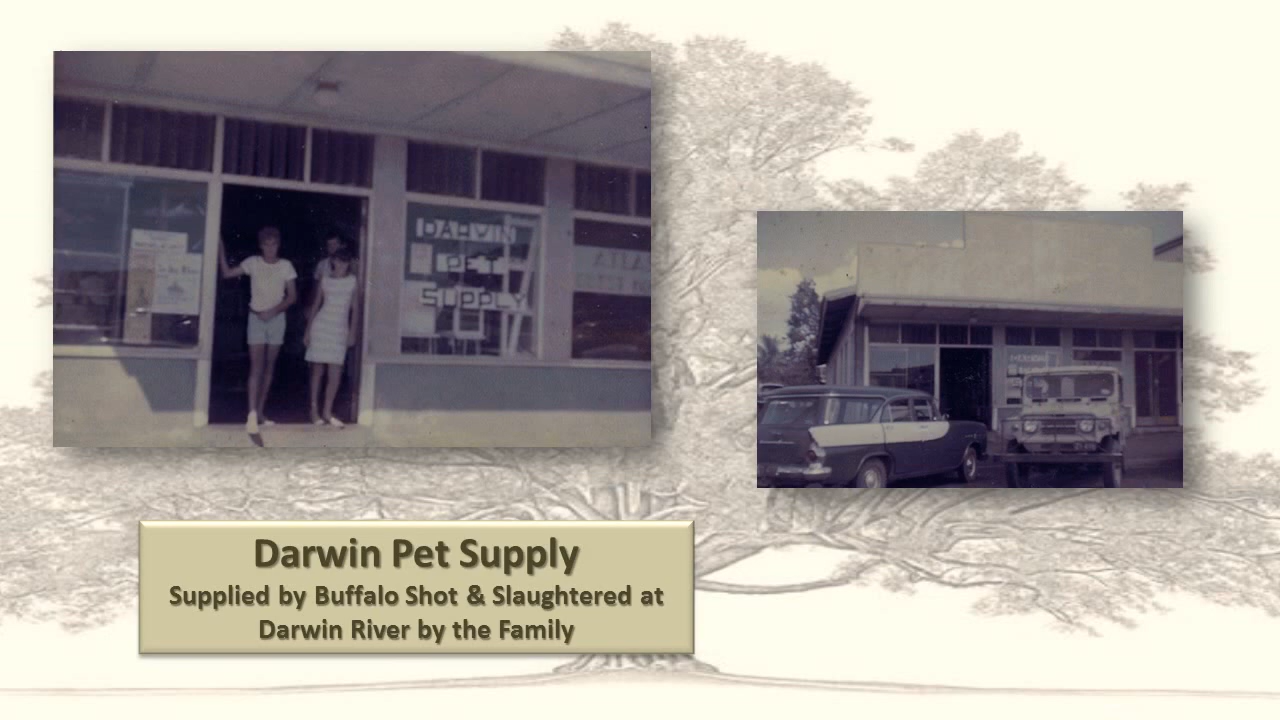 DARWIN
PET
SUPPLY
Darwin Pet Supply
Supplied by Buffalo Shot & Slaughtered at
Darwin River by the Family